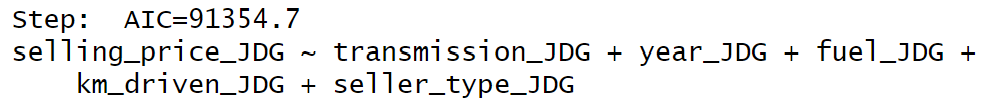 Step:  AIC=91354.7
selling_price_JDG ~ transmission_JDG + year_JDG + fuel_JDG +
    km_driven_JDG + seller_type_JDG